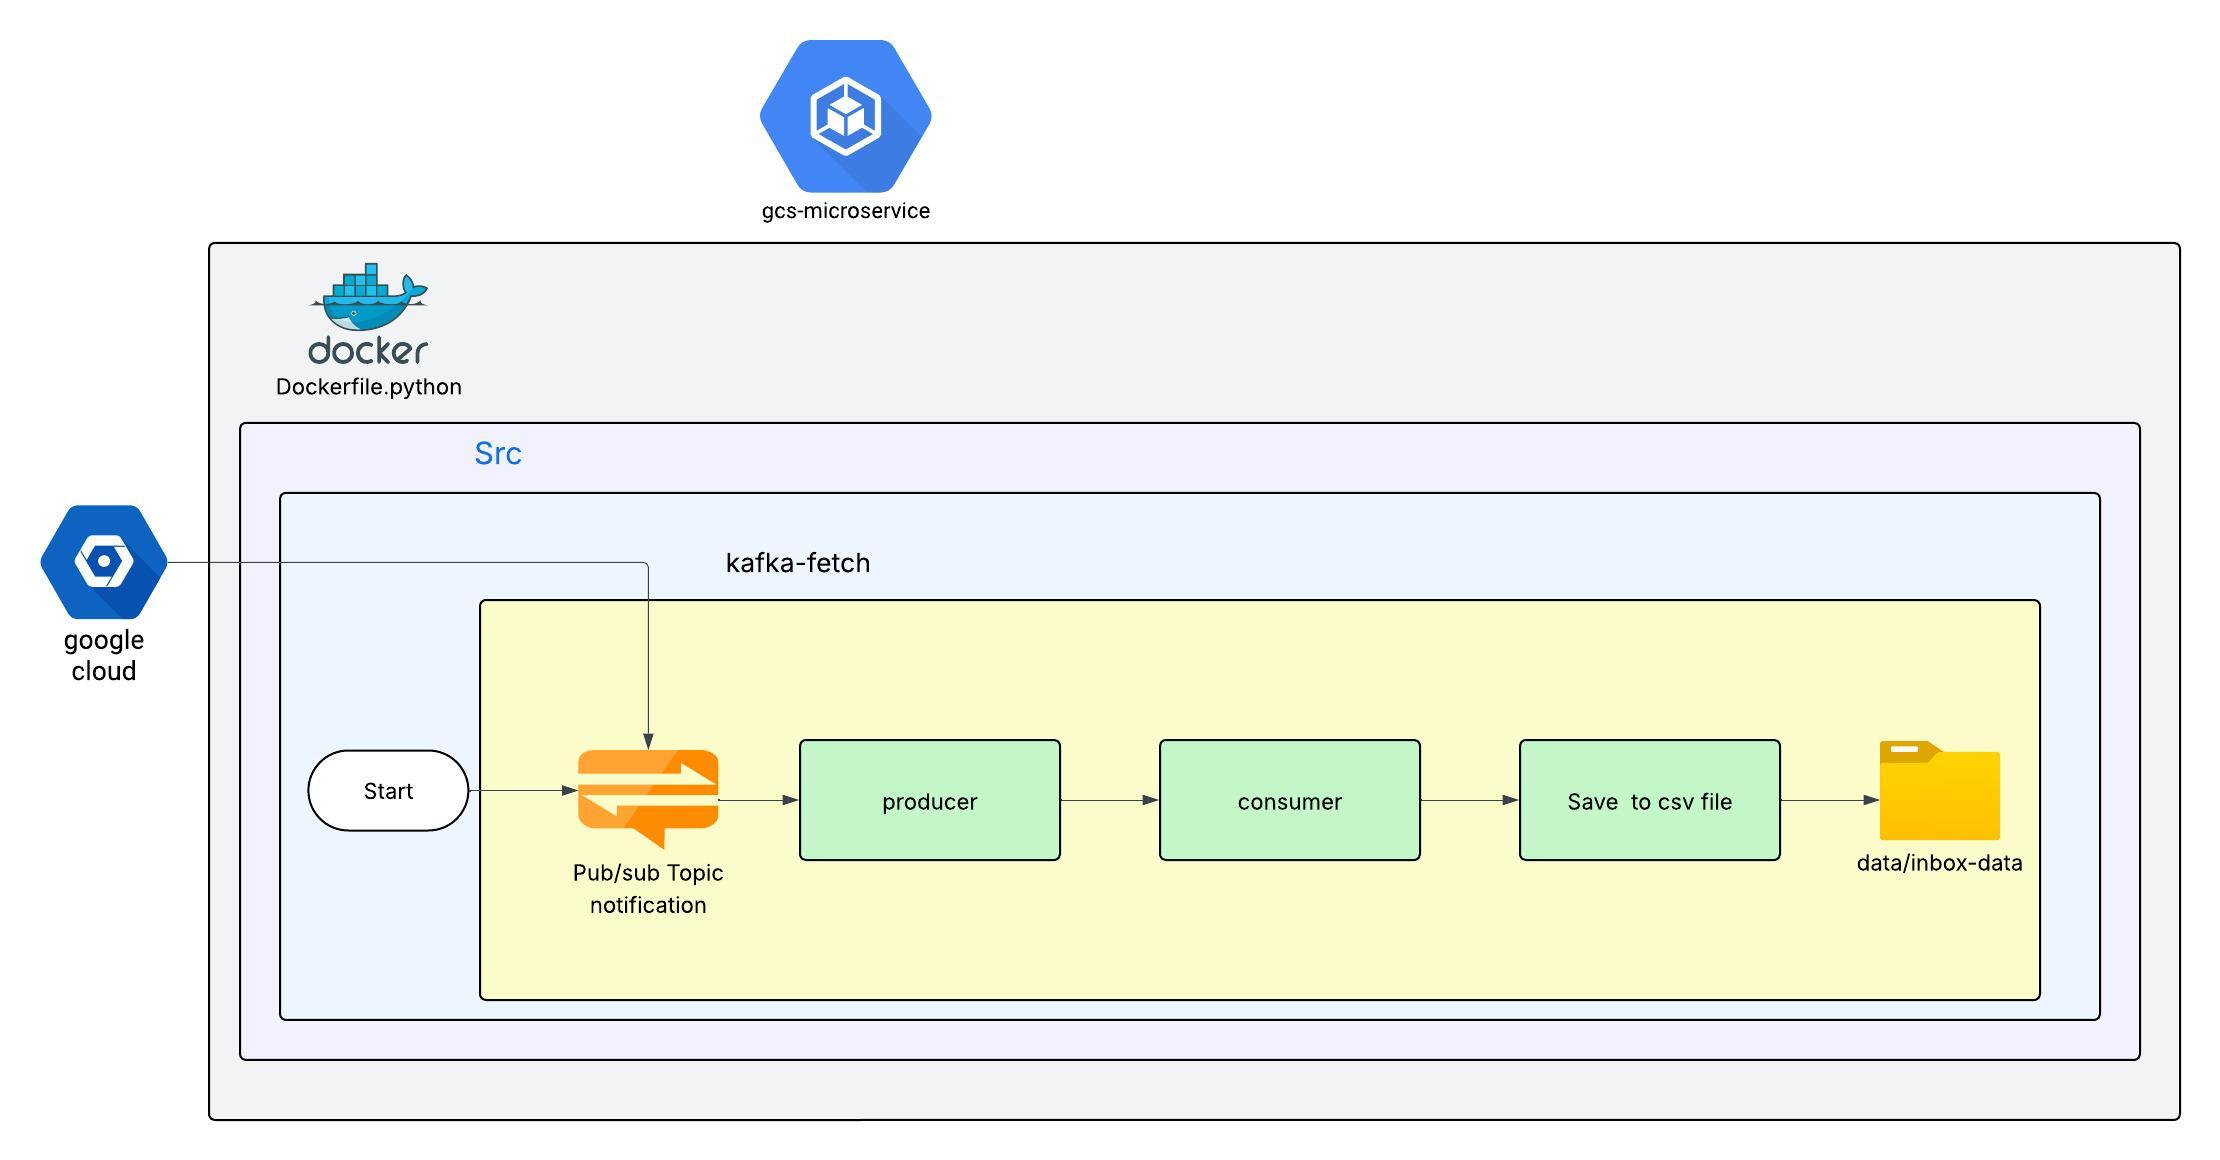 gcs-microservice
docker
Dockerfile.python
Src
kafka-fetch
google
cloud
Start
Pub/sub Topic
notification
producer
consumer
Save  to csv file
data/inbox-data